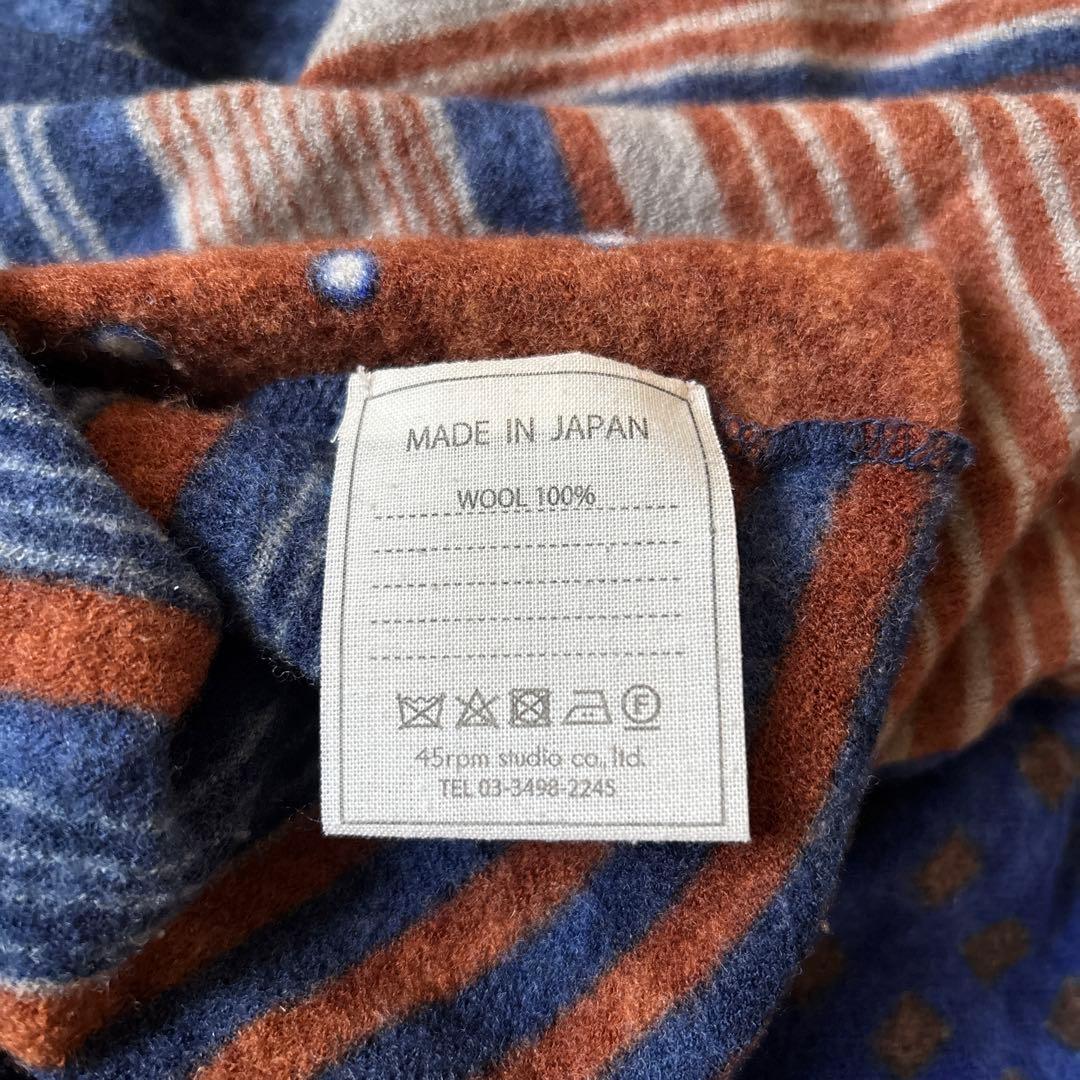 MADE IN JAPAN
WOOL 100%
F
45rpm studio co., ltd.
TEL 03-3498-2245